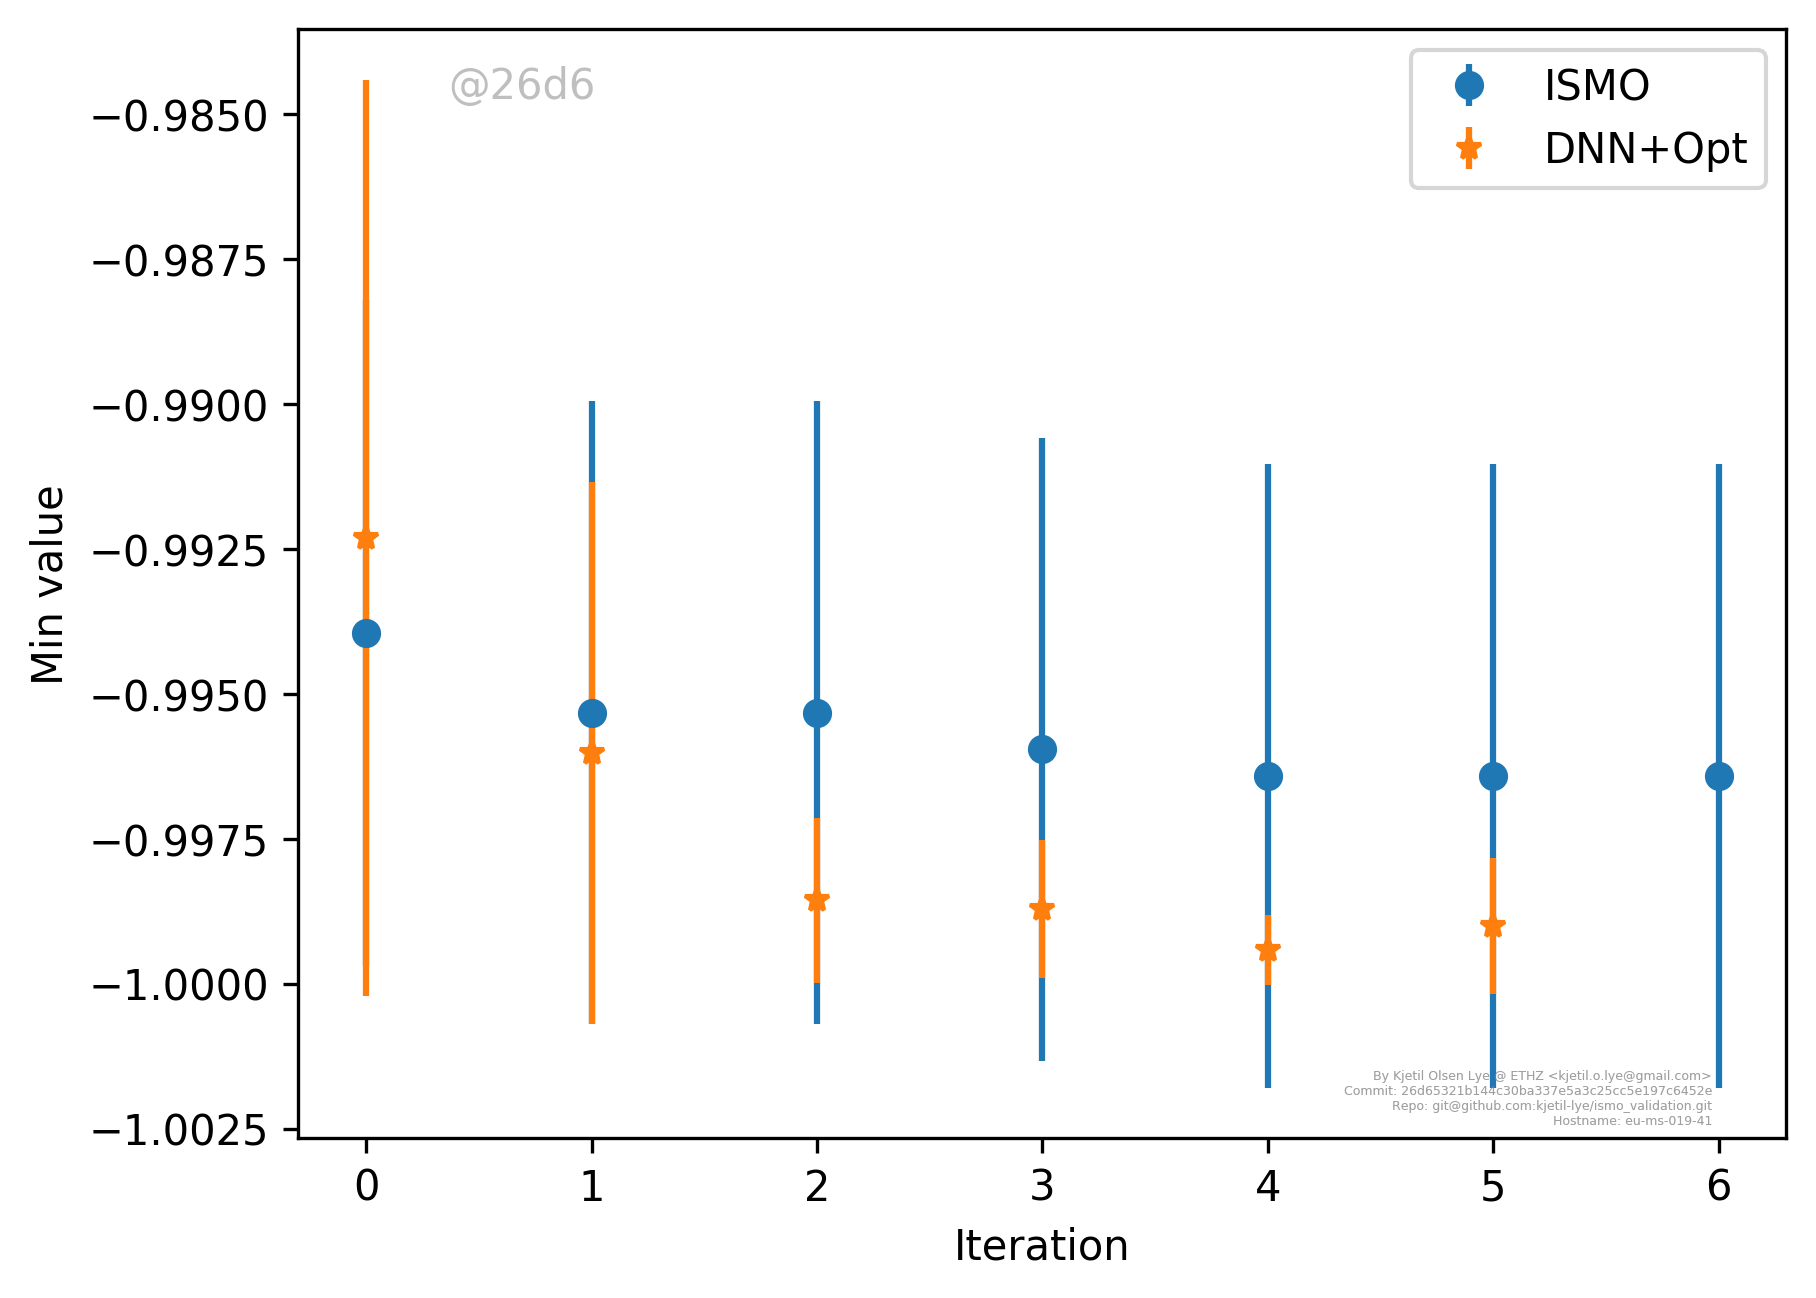 @26d6
ISMO
DNN+Opt
−0.9850
−0.9875
−0.9900
−0.9925
−0.9950
−0.9975
−1.0000
−1.0025
Min value
By Kjetil Olsen Lye @ ETHZ <kjetil.o.lye@gmail.com>
Commit: 26d65321b144c30ba337e5a3c25cc5e197c6452e
Repo: git@github.com:kjetil-lye/ismo_validation.git
Hostname: eu-ms-019-41
0 1 2 3 4 5 6
Iteration